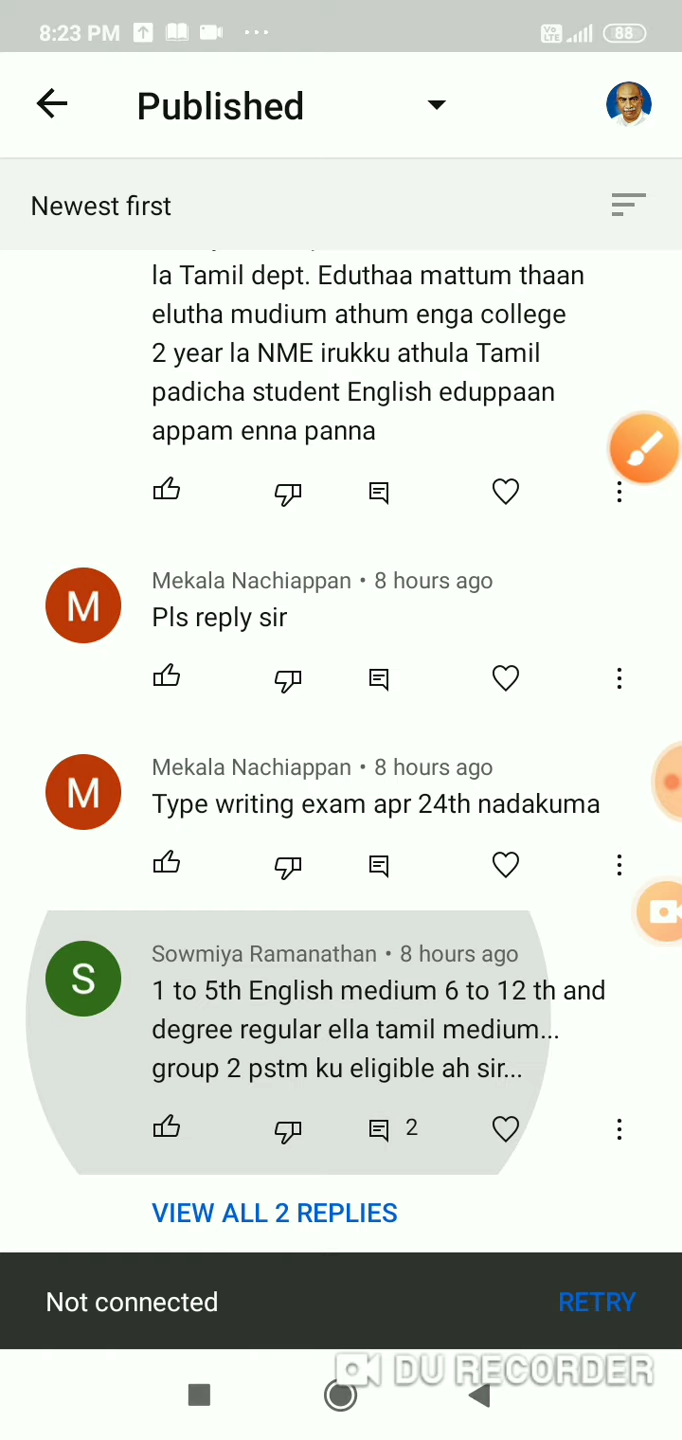 8:23 PM
Vo
LTE
88
Published
Newest first
la Tamil dept. Eduthaa mattum thaan
elutha mudium athum enga college
2 year la NME irukku athula Tamil
padicha student English eduppaan
appam enna panna
Mekala Nachiappan • 8 hours ago
M
Pls reply sir
Mekala Nachiappan • 8 hours ago
M
Type writing exam apr 24th nadakuma
Sowmiya Ramanathan • 8 hours ago
S
1 to 5th English medium 6 to 12 th and
degree regular ella tamil medium...
group 2 pstm ku eligible ah sir...
2
VIEW ALL 2 REPLIES
Not connected
RETRY
DU RECORDER